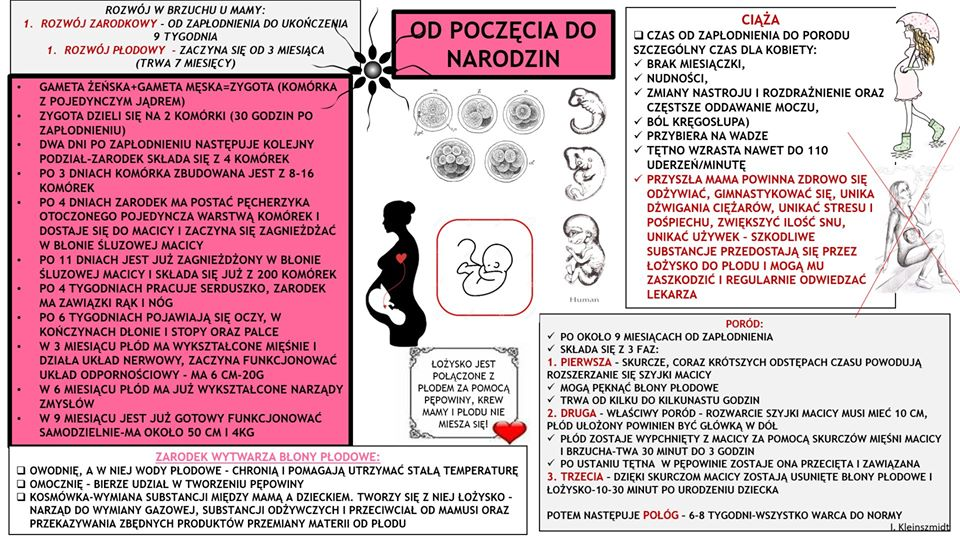 ROZWÓJ W BRZUCHU U MAMY:
1. ROZWÓJ ZARODKOWY - OD ZAPŁODNIENIA DO UKOŃCZENIA
9 TYGODNIA
1. ROZWÓJ PŁODOWY - ZACZYNA SIĘ OD 3 MIESIĄCA
(TRWA 7 MIESIĘCY)
OD POCZĘCIA DO
NARODZIN
• GAMETA ŻEŃSKA+GAMETA MĘSKA=ZYGOTA (KOMÓRKA
Z POJEDYNCZYM JĄDREM)
• ZYGOTA DZIELI SIĘ NA 2 KOMÓRKI (30 GODZIN PO
ZAPŁODNIENIU)
• DWA DNI PO ZAPŁODNIENIU NASTĘPUJE KOLEJNY
PODZIAŁ-ZARODEK SKŁADA SIĘ Z 4 KOMÓREK
• PO 3 DNIACH KOMÓRKA ZBUDOWANA JEST Z 8-16
KOMÓREK
• PO 4 DNIACH ZARODEK MA POSTAĆ PĘCHERZYKA
OTOCZONEGO POJEDYNCZA WARSTWĄ KOMÓREK I
DOSTAJE SIĘ DO MACICY I ZACZYNA SIĘ ZAGNIEŻDŻAĆ
W BŁONIE ŚLUZOWEJ MACICY
• PO 11 DNIACH JEST JUŻ ZAGNIEŻDŻONY W BŁONIE
ŚLUZOWEJ MACICY I SKŁADA SIĘ JUŻ Z 200 KOMÓREK
• PO 4 TYGODNIACH PRACUJE SERDUSZKO, ZARODEK
MA ZAWIĄZKI RĄK I NÓG
• PO 6 TYGODNIACH POJAWIAJĄ SIĘ OCZY, W
KOŃCZYNACH DŁONIE I STOPY ORAZ PALCE
• W 3 MIESIĄCU PŁÓD MA WYKSZTAŁCONE MIĘŚNIE I
DZIAŁA UKŁAD NERWOWY, ZACZYNA FUNKCJONOWAĆ
UKŁAD ODPORNOŚCIOWY - MA 6 CM-20G
• W 6 MIESIĄCU PŁÓD MA JUŻ WYKSZTAŁCONE NARZĄDY
ZMYSŁÓW
• W 9 MIESIĄCU JEST JUŻ GOTOWY FUNKCJONOWAĆ
SAMODZIELNIE-MA OKOŁO 50 CM I 4KG
Human
ŁOŻYSKO JEST
POŁĄCZONE Z
PŁODEM ZA POMOCĄ
PĘPOWINY, KREW
MAMY I PŁODU NIE
MIESZA SIĘ!
CIĄŻA
❑ CZAS OD ZAPŁODNIENIA DO PORODU
SZCZEGÓLNY CZAS DLA KOBIETY:
✓ BRAK MIESIĄCZKI,
✓ NUDNOŚCI,
✓ ZMIANY NASTROJU I ROZDRAŻNIENIE ORAZ
CZĘSTSZE ODDAWANIE MOCZU,
✓ BÓL KRĘGOSŁUPA)
✓ PRZYBIERA NA WADZE
✓ TĘTNO WZRASTA NAWET DO 110
UDERZEŃ/MINUTĘ
✓ PRZYSZŁA MAMA POWINNA ZDROWO SIĘ
ODŻYWIAĆ, GIMNASTYKOWAĆ SIĘ, UNIKA
DŹWIGANIA CIĘŻARÓW, UNIKAĆ STRESU I
POŚPIECHU, ZWIĘKSZYĆ ILOŚĆ SNU,
UNIKAĆ UŻYWEK - SZKODLIWE
SUBSTANCJE PRZEDOSTAJĄ SIĘ PRZEZ
ŁOŻYSKO DO PŁODU I MOGĄ MU
ZASZKODZIĆ I REGULARNIE ODWIEDZAĆ
LEKARZA
PORÓD:
✓ PO OKOŁO 9 MIESIĄCACH OD ZAPŁODNIENIA
✓ SKŁADA SIĘ Z 3 FAZ:
1. PIERWSZA - SKURCZE, CORAZ KRÓTSZYCH ODSTĘPACH CZASU POWODUJĄ
ROZSZERZANIE SIĘ SZYJKI MACICY
✓ MOGĄ PĘKNĄĆ BŁONY PŁODOWE
✓ TRWA OD KILKU DO KILKUNASTU GODZIN
2. DRUGA - WŁAŚCIWY PORÓD - ROZWARCIE SZYJKI MACICY MUSI MIEĆ 10 CM,
PŁÓD UŁOŻONY POWINIEN BYĆ GŁÓWKĄ W DÓŁ
✓ PŁÓD ZOSTAJE WYPCHNIĘTY Z MACICY ZA POMOCĄ SKURCZÓW MIĘŚNI MACICY
I BRZUCHA-TWA 30 MINUT DO 3 GODZIN
✓ PO USTANIU TĘTNA W PĘPOWINIE ZOSTAJE ONA PRZECIĘTA I ZAWIĄZANA
3. TRZECIA - DZIĘKI SKURCZOM MACICY ZOSTAJĄ USUNIĘTE BŁONY PŁODOWE I
ŁOŻYSKO-10-30 MINUT PO URODZENIU DZIECKA
POTEM NASTĘPUJE POŁÓG - 6-8 TYGODNI-WSZYSTKO WARCA DO NORMY
I. Kleinszmidt
ZARODEK WYTWARZA BŁONY PŁODOWE:
❑ OWODNIĘ, A W NIEJ WODY PŁODOWE - CHRONIĄ I POMAGAJĄ UTRZYMAĆ STAŁĄ TEMPERATURĘ
❑ OMOCZNIĘ - BIERZE UDZIAŁ W TWORZENIU PĘPOWINY
❑ KOSMÓWKA-WYMIANA SUBSTANCJI MIĘDZY MAMĄ A DZIECKIEM. TWORZY SIĘ Z NIEJ ŁOŻYSKO -
NARZĄD DO WYMIANY GAZOWEJ, SUBSTANCJI ODŻYWCZYCH I PRZECIWCIAŁ OD MAMUSI ORAZ
PRZEKAZYWANIA ZBĘDNYCH PRODUKTÓW PRZEMIANY MATERII OD PŁODU